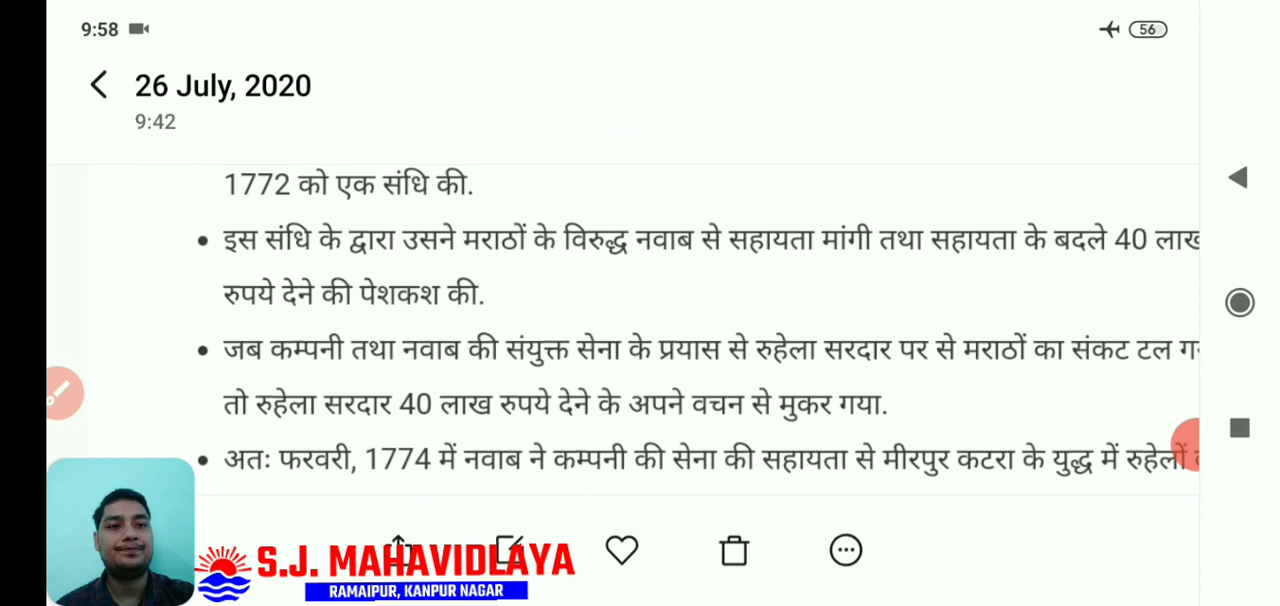 9:58
56
26 July, 2020
9:42
1772 को एक संधि की.
• इस संधि के द्वारा उसने मराठों के विरुद्ध नवाब से सहायता मांगी तथा सहायता के बदले 40 लाख
रुपये देने की पेशकश की.
• जब कम्पनी तथा नवाब की संयुक्त सेना के प्रयास से रुहेला सरदार पर से मराठों का संकट टल
तो रुहेला सरदार 40 लाख रुपये देने के अपने वचन से मुकर गया.
• अतः फरवरी, 1774 में नवाब ने कम्पनी की सेना की सहायता से मीरपुर कटरा के युद्ध में रुहेलों
S.J. MAHAVIDLAYA
RAMAIPUR, KANPUR NAGAR